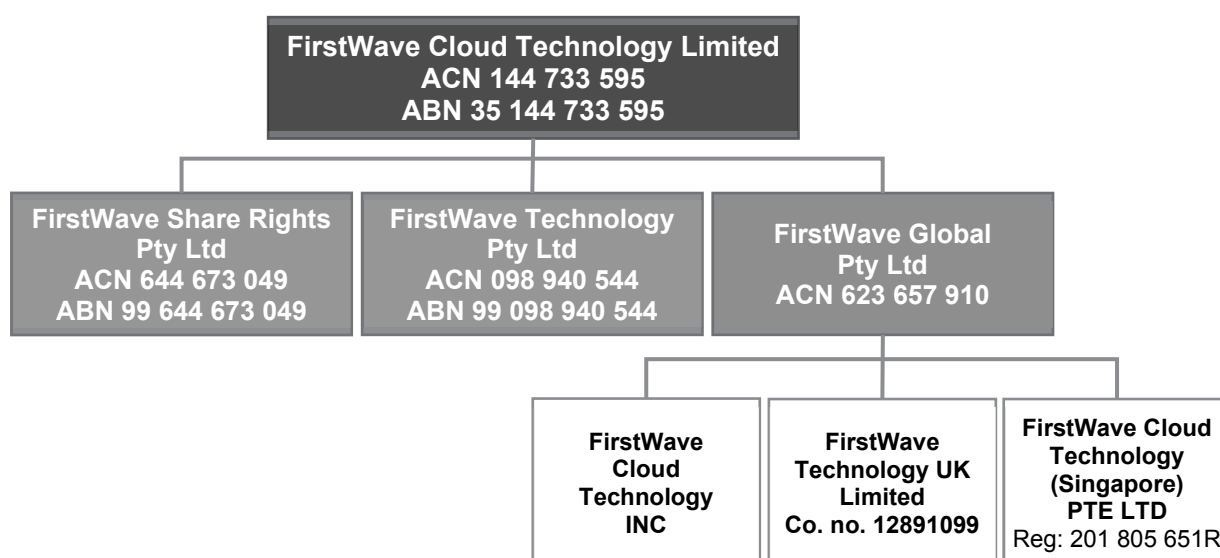 FirstWave Cloud Technology Limited
ACN 144 733 595
ABN 35 144 733 595
FirstWave Share Rights
Pty Ltd
ACN 644 673 049
ABN 99 644 673 049
FirstWave Technology
Pty Ltd
ACN 098 940 544
ABN 99 098 940 544
FirstWave Global
Pty Ltd
ACN 623 657 910
FirstWave
Cloud
Technology
INC
FirstWave
Technology UK
Limited
Co. no. 12891099
FirstWave Cloud
Technology
(Singapore)
PTE LTD
Reg: 201 805 651R